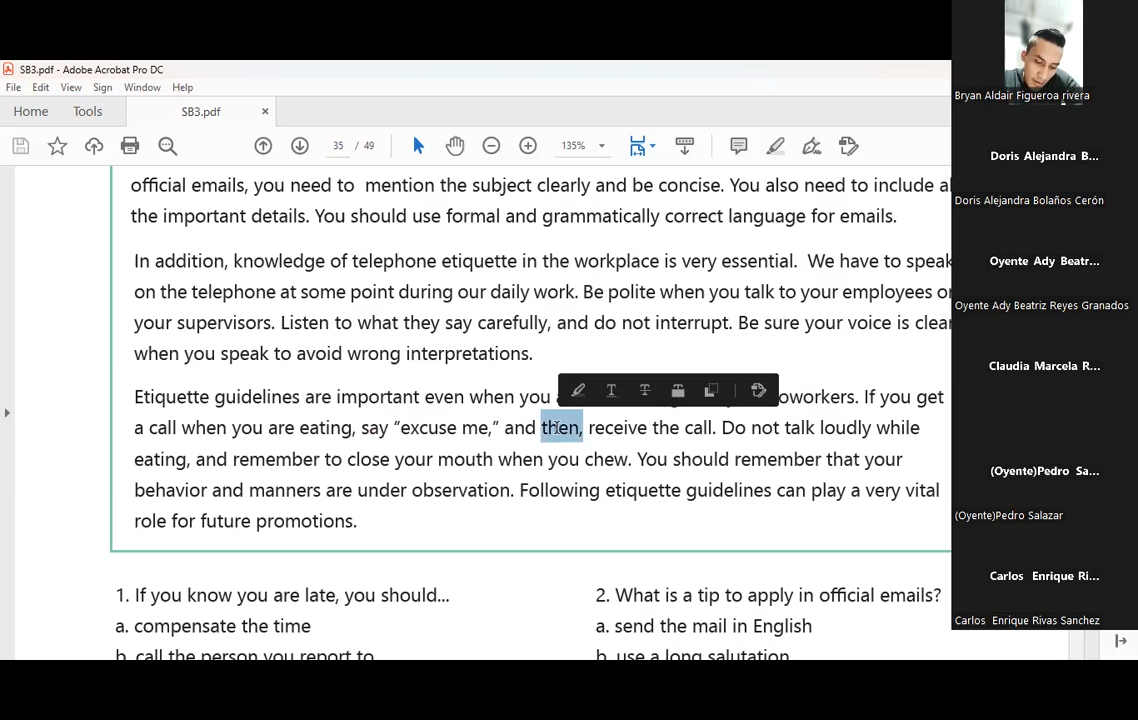 SB3.pdf - Adobe Acrobat Pro DC
File Edit View Sign Window Help
Home Tools SB3.pdf ×
35 / 49 135%
official emails, you need to mention the subject clearly and be concise. You also need to include al
the important details. You should use formal and grammatically correct language for emails.
In addition, knowledge of telephone etiquette in the workplace is very essential. We have to speak
on the telephone at some point during our daily work. Be polite when you talk to your employees or
your supervisors. Listen to what they say carefully, and do not interrupt. Be sure your voice is clear
when you speak to avoid wrong interpretations.
Etiquette guidelines are important even when you oworkers. If you get
a call when you are eating, say “excuse me,” and then, receive the call. Do not talk loudly while
eating, and remember to close your mouth when you chew. You should remember that your
behavior and manners are under observation. Following etiquette guidelines can play a very vital
role for future promotions.
1. If you know you are late, you should...
a. compensate the time
b. call the person you report to
2. What is a tip to apply in official emails?
a. send the mail in English
b. use a long salutation
Bryan Aldair Figueroa rivera
Doris Alejandra B...
Doris Alejandra Bolaños Cerón
Oyente Ady Beatr...
Oyente Ady Beatriz Reyes Granados
Claudia Marcela R...
(Oyente)Pedro Sa...
(Oyente)Pedro Salazar
Carlos Enrique Ri...
Carlos Enrique Rivas Sanchez